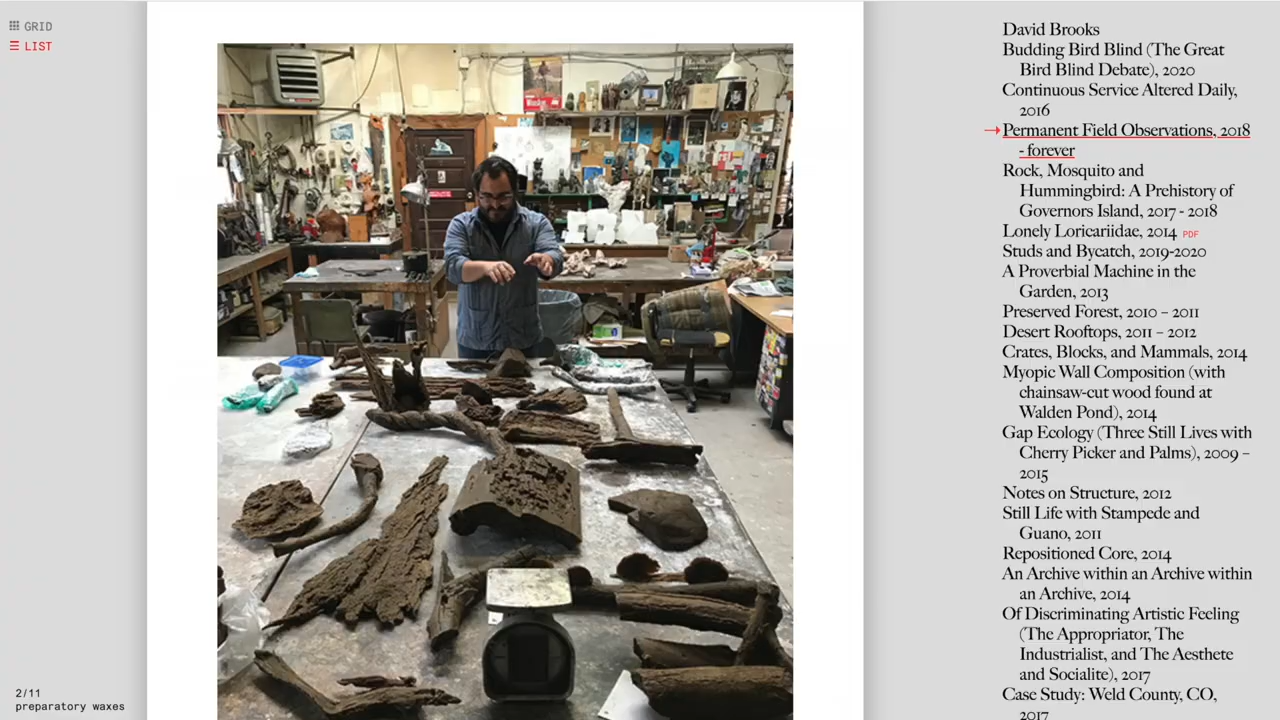 GRID
LIST
David Brooks
Budding Bird Blind (The Great
Bird Blind Debate), 2020
Continuous Service Altered Daily,
2016
→Permanent Field Observations, 2018
- forever
Rock, Mosquito and
Hummingbird: A Prehistory of
Governors Island, 2017 - 2018
Lonely Loricariidae, 2014 PDF
Studs and Bycatch, 2019-2020
A Proverbial Machine in the
Garden, 2013
Preserved Forest, 2010 – 2011
Desert Rooftops, 2011 – 2012
Crates, Blocks, and Mammals, 2014
Myopic Wall Composition (with
chainsaw-cut wood found at
Walden Pond), 2014
Gap Ecology (Three Still Lives with
Cherry Picker and Palms), 2009 –
2015
Notes on Structure, 2012
Still Life with Stampede and
Guano, 2011
Repositioned Core, 2014
An Archive within an Archive within
an Archive, 2014
Of Discriminating Artistic Feeling
(The Appropriator, The
Industrialist, and The Aesthete
and Socialite), 2017
Case Study: Weld County, CO,
2017
2/11
preparatory waxes